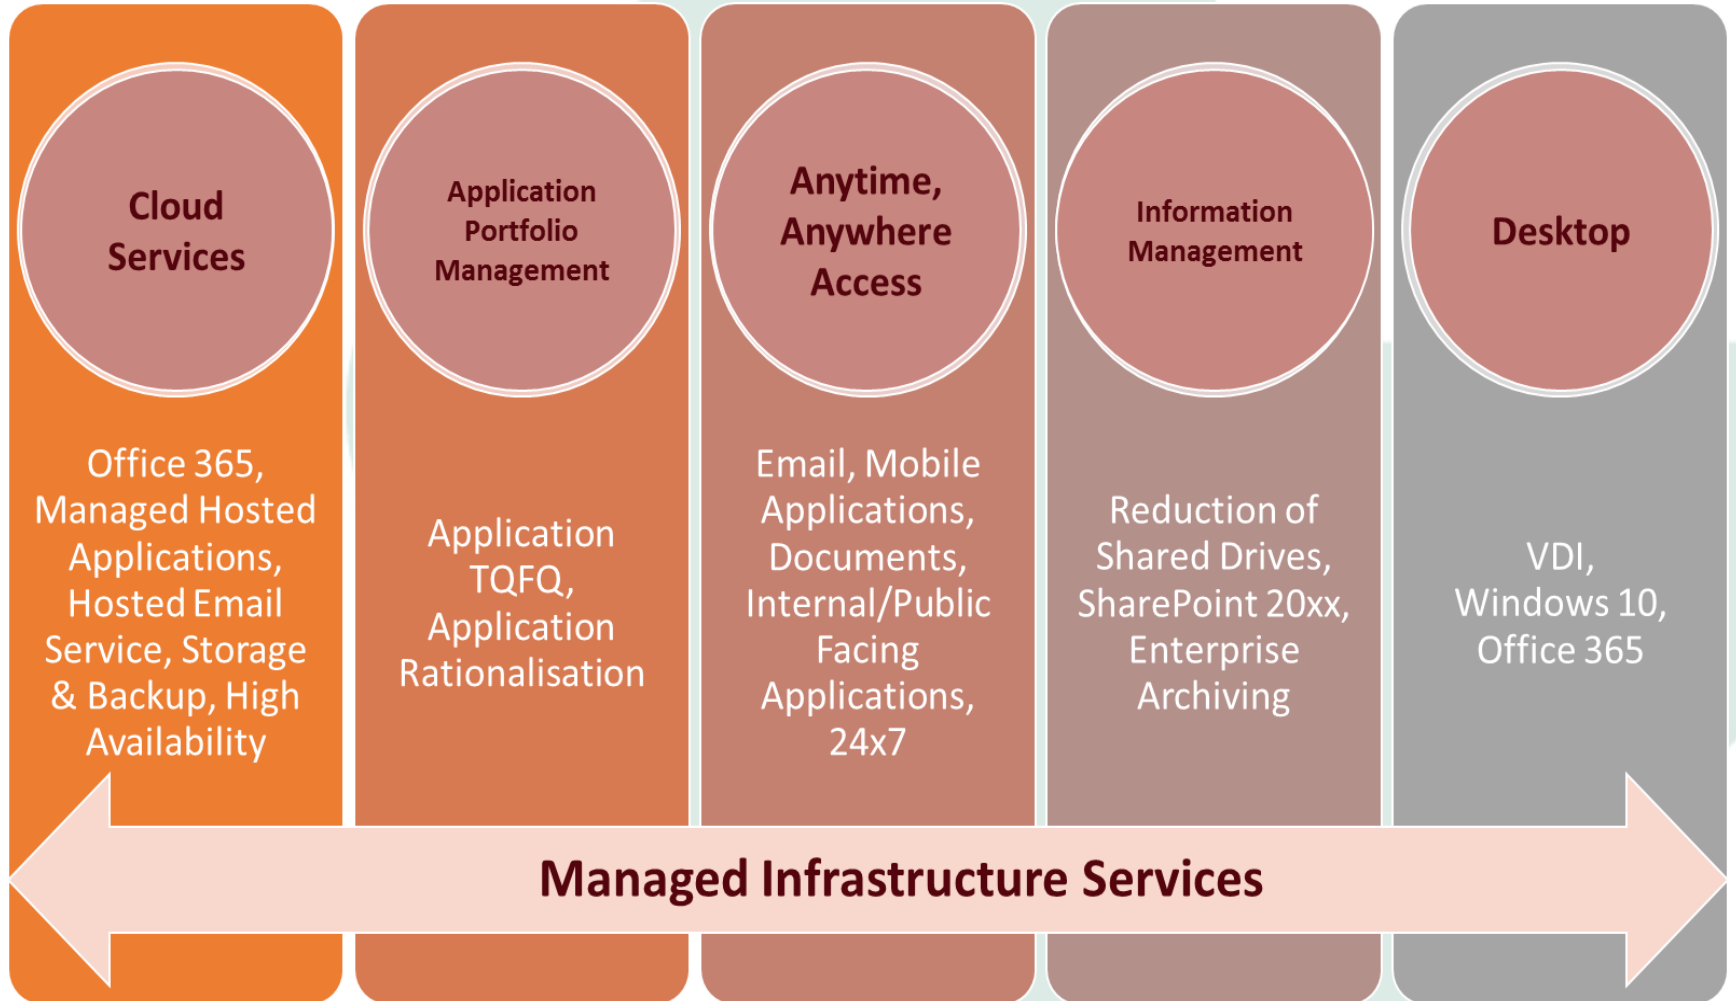 Cloud
Services
Office 365,
Managed Hosted
Applications,
Hosted Email
Service, Storage
& Backup, High
Availability
Application
Portfolio
Management
Application
TQFQ,
Application
Rationalisation
Anytime,
Anywhere
Access
Email, Mobile
Applications,
Documents,
Internal/Public
Facing
Applications,
24x7
Information
Management
Reduction of
Shared Drives,
SharePoint 20xx,
Enterprise
Archiving
Desktop
VDI,
Windows 10,
Office 365
Managed Infrastructure Services